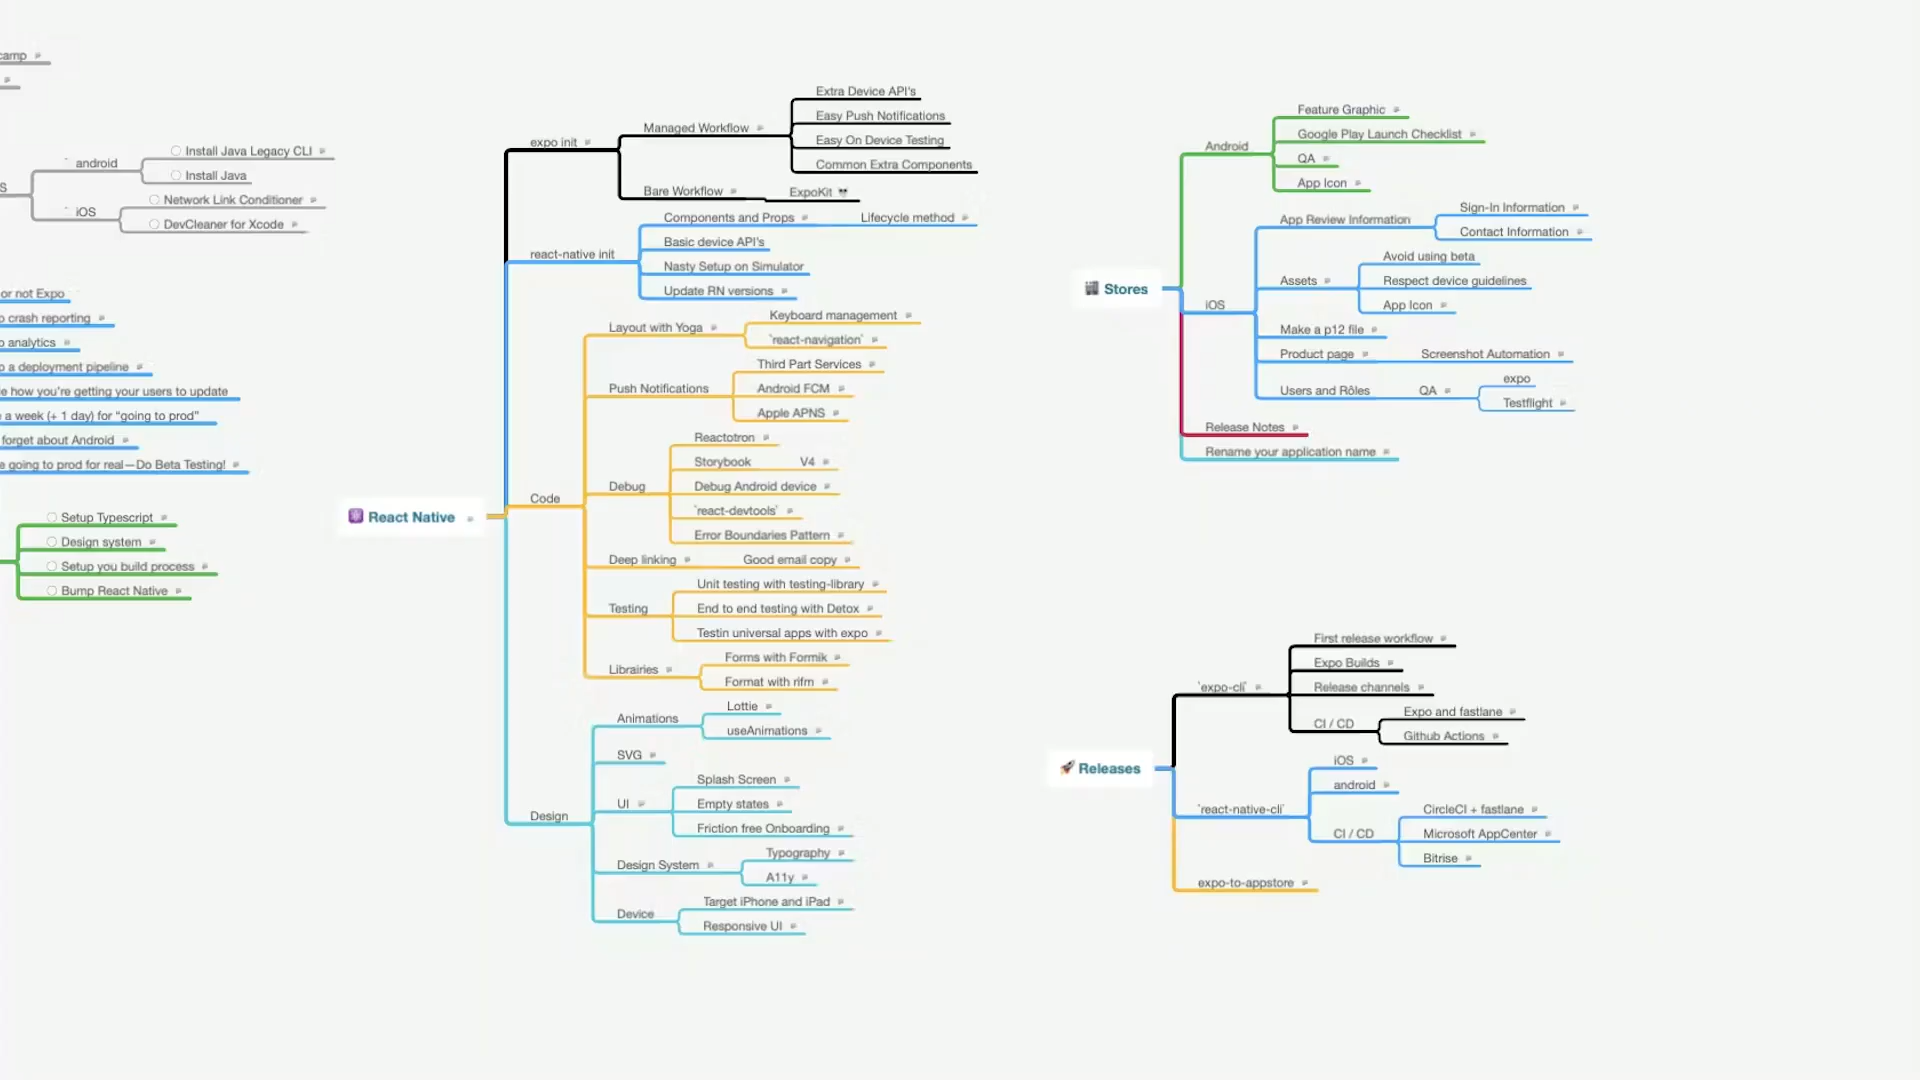 camp
android
Install Java Legacy CLI
Install Java
iOS
Network Link Conditioner
DevCleaner for Xcode
S
or not Expo
crash reporting
analytics
a deployment pipeline
how you're getting your users to update
a week (+ 1 day) for “going to prod”
forget about Android
going to prod for real—Do Beta Testing!
Setup Typescript
Design system
Setup you build process
Bump React Native
React Native
expo init
Managed Workflow
Extra Device API's
Easy Push Notifications
Easy On Device Testing
Common Extra Components
Bare Workflow
ExpoKit
react-native init
Components and Props
Lifecycle method
Basic device API's
Nasty Setup on Simulator
Update RN versions
Code
Layout with Yoga
Keyboard management
`react-navigation`
Push Notifications
Third Part Services
Android FCM
Apple APNS
Debug
Reactotron
Storybook
V4
Debug Android device
`react-devtools`
Error Boundaries Pattern
Deep linking
Good email copy
Testing
Unit testing with testing-library
End to end testing with Detox
Testin universal apps with expo
Librairies
Forms with Formik
Format with rifm
Design
Animations
Lottie
useAnimations
SVG
UI
Splash Screen
Empty states
Friction free Onboarding
Design System
Typography
A11y
Device
Target iPhone and iPad
Responsive UI
Stores
Android
Feature Graphic
Google Play Launch Checklist
QA
App Icon
iOS
App Review Information
Sign-In Information
Contact Information
Assets
Avoid using beta
Respect device guidelines
App Icon
Make a p12 file
Product page
Screenshot Automation
Users and Rôles
QA
expo
Testflight
Release Notes
Rename your application name
Releases
`expo-cli`
First release workflow
Expo Builds
Release channels
CI / CD
Expo and fastlane
Github Actions
`react-native-cli`
iOS
android
CI / CD
CircleCI + fastlane
Microsoft AppCenter
Bitrise
expo-to-appstore